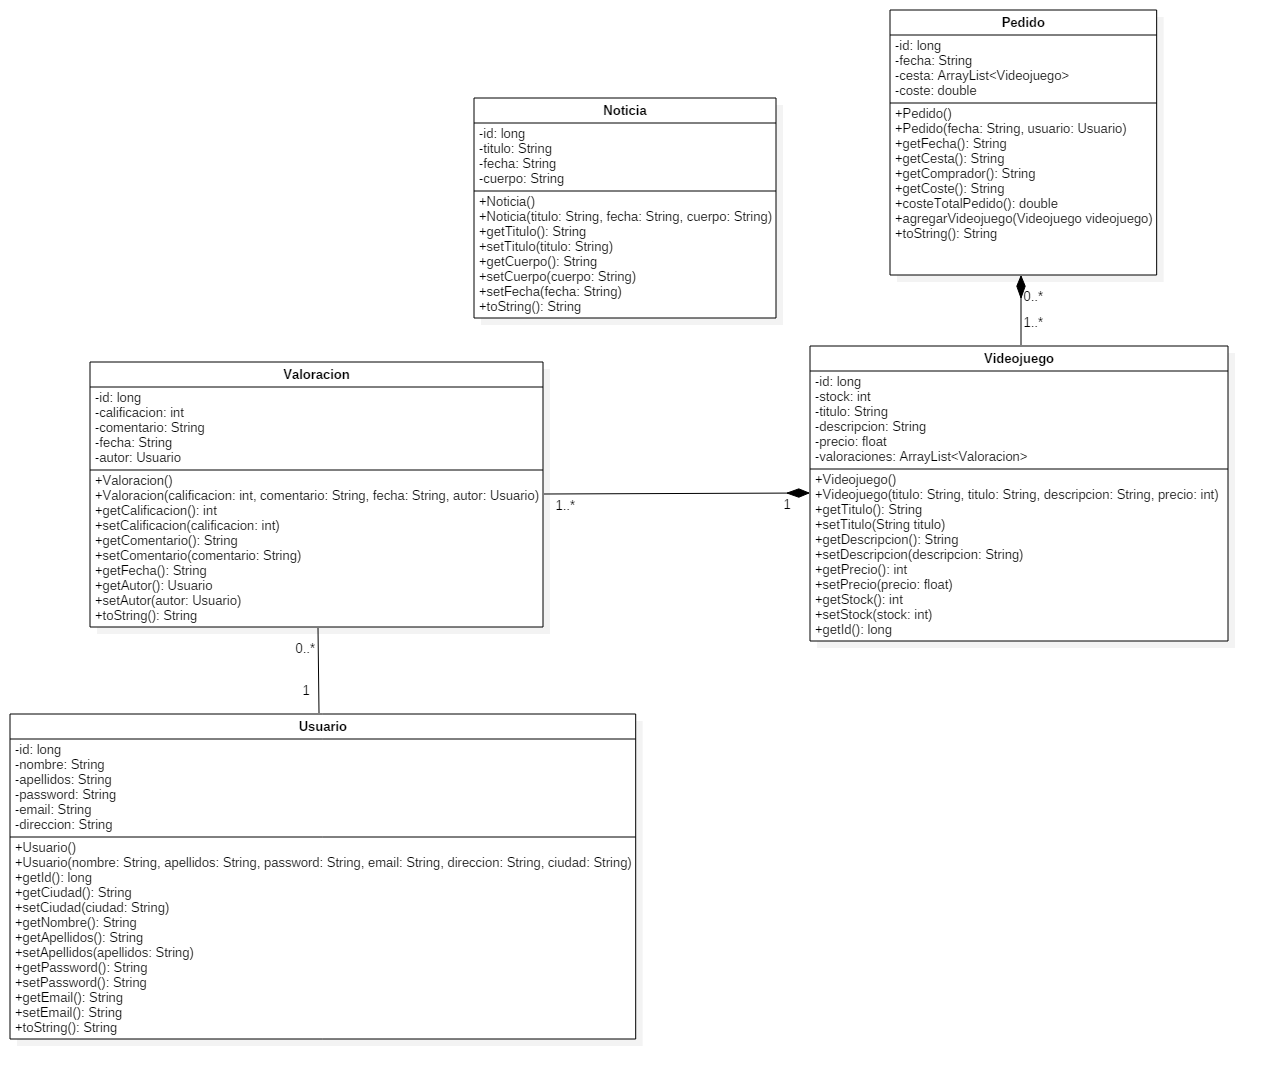 Pedido
-id: long
-fecha: String
-cesta: ArrayList<Videojuego>
-coste: double
+Pedido()
+Pedido(fecha: String, usuario: Usuario)
+getFecha(): String
+getCesta(): String
+getComprador(): String
+getCoste(): String
+costeTotalPedido(): double
+agregarVideojuego(Videojuego videojuego)
+toString(): String
Noticia
-id: long
-titulo: String
-fecha: String
-cuerpo: String
+Noticia()
+Noticia(titulo: String, fecha: String, cuerpo: String)
+getTitulo(): String
+setTitulo(titulo: String)
+getCuerpo(): String
+setCuerpo(cuerpo: String)
+setFecha(fecha: String)
+toString(): String
0..*
1..*
Valoracion
-id: long
-calificacion: int
-comentario: String
-fecha: String
-autor: Usuario
+Valoracion()
+Valoracion(calificacion: int, comentario: String, fecha: String, autor: Usuario)
+getCalificacion(): int
+setCalificacion(calificacion: int)
+getComentario(): String
+setComentario(comentario: String)
+getFecha(): String
+getAutor(): Usuario
+setAutor(autor: Usuario)
+toString(): String
1..*
1
Videojuego
-id: long
-stock: int
-titulo: String
-descripcion: String
-precio: float
-valoraciones: ArrayList<Valoracion>
+Videojuego()
+Videojuego(titulo: String, titulo: String, descripcion: String, precio: int)
+getTitulo(): String
+setTitulo(String titulo)
+getDescripcion(): String
+setDescripcion(descripcion: String)
+getPrecio(): int
+setPrecio(precio: float)
+getStock(): int
+setStock(stock: int)
+getId(): long
0..*
1
Usuario
-id: long
-nombre: String
-apellidos: String
-password: String
-email: String
-direccion: String
+Usuario()
+Usuario(nombre: String, apellidos: String, password: String, email: String, direccion: String, ciudad: String)
+getId(): long
+getCiudad(): String
+setCiudad(ciudad: String)
+getNombre(): String
+getApellidos(): String
+setApellidos(apellidos: String)
+getPassword(): String
+setPassword(): String
+getEmail(): String
+setEmail(): String
+toString(): String